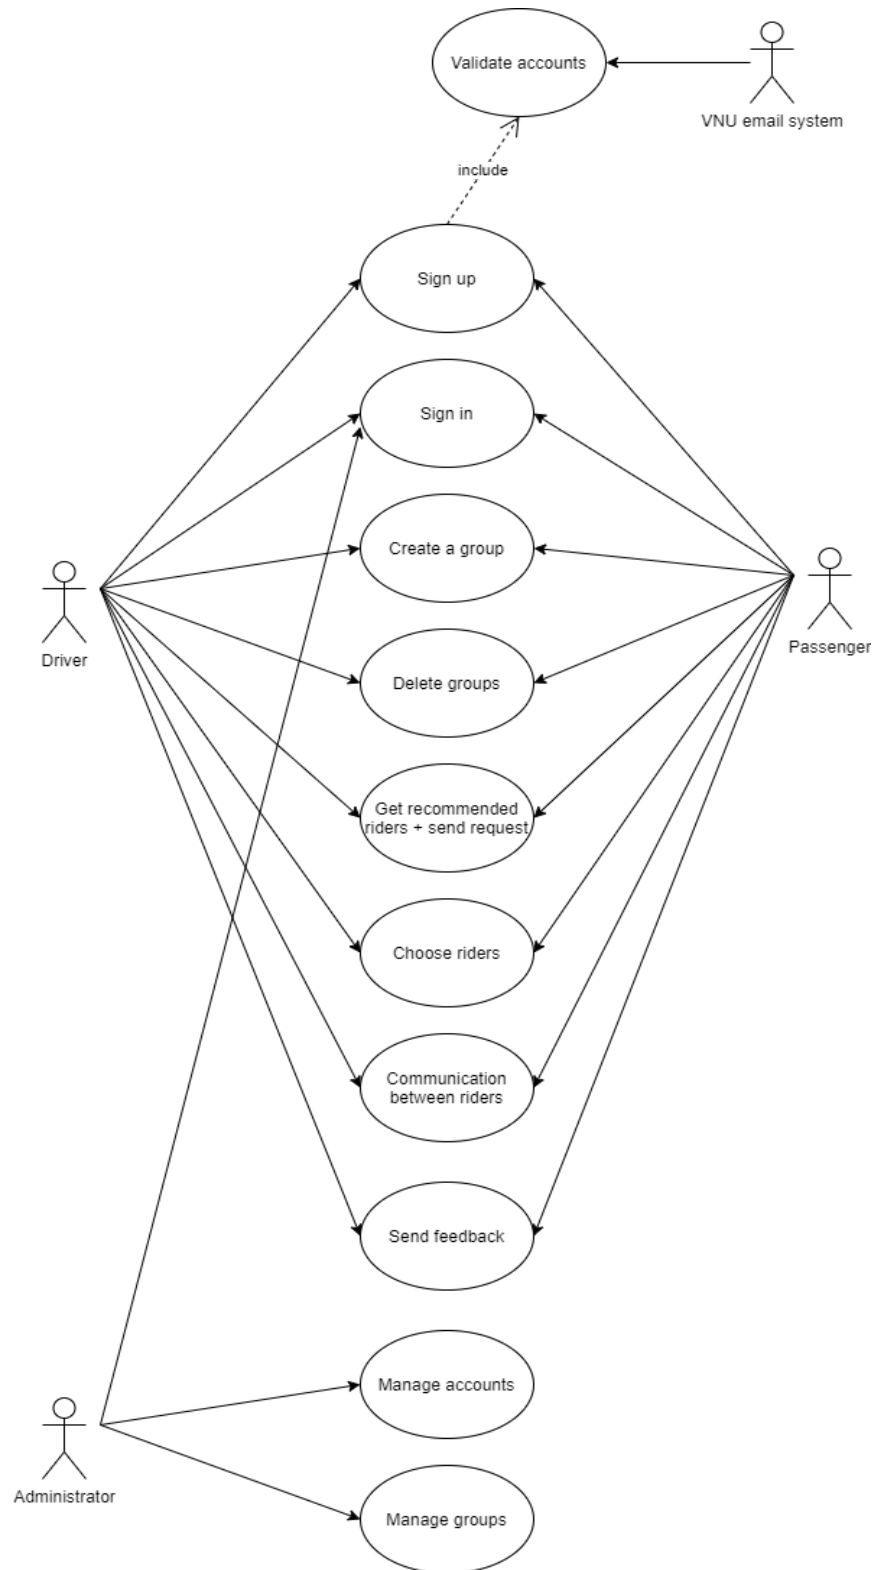 Validate accounts
VNU email system
include
Sign up
Sign in
Create a group
Driver
Passenger
Delete groups
Get recommended
riders + send request
Choose riders
Communication
between riders
Send feedback
Manage accounts
Administrator
Manage groups